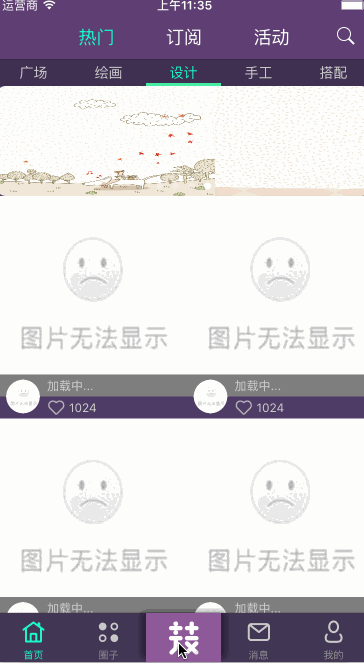 运营商 上午11:35
热门 订阅 活动
广场 绘画 设计 手工 搭配
图片无法显示 图片无法显示
加载中... 加载中...
1024 1024
图片无法显示 图片无法显示
加载中... 加载中...
首页 圈子 消息 我的